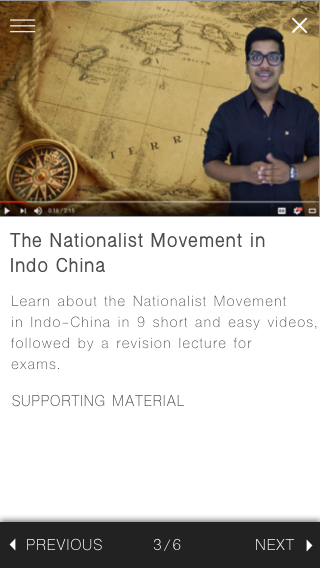 TERRA
0:16 / 2:15
The Nationalist Movement in
Indo China
Learn about the Nationalist Movement
in Indo-China in 9 short and easy videos,
followed by a revision lecture for
exams.
SUPPORTING MATERIAL
PREVIOUS 3/6 NEXT